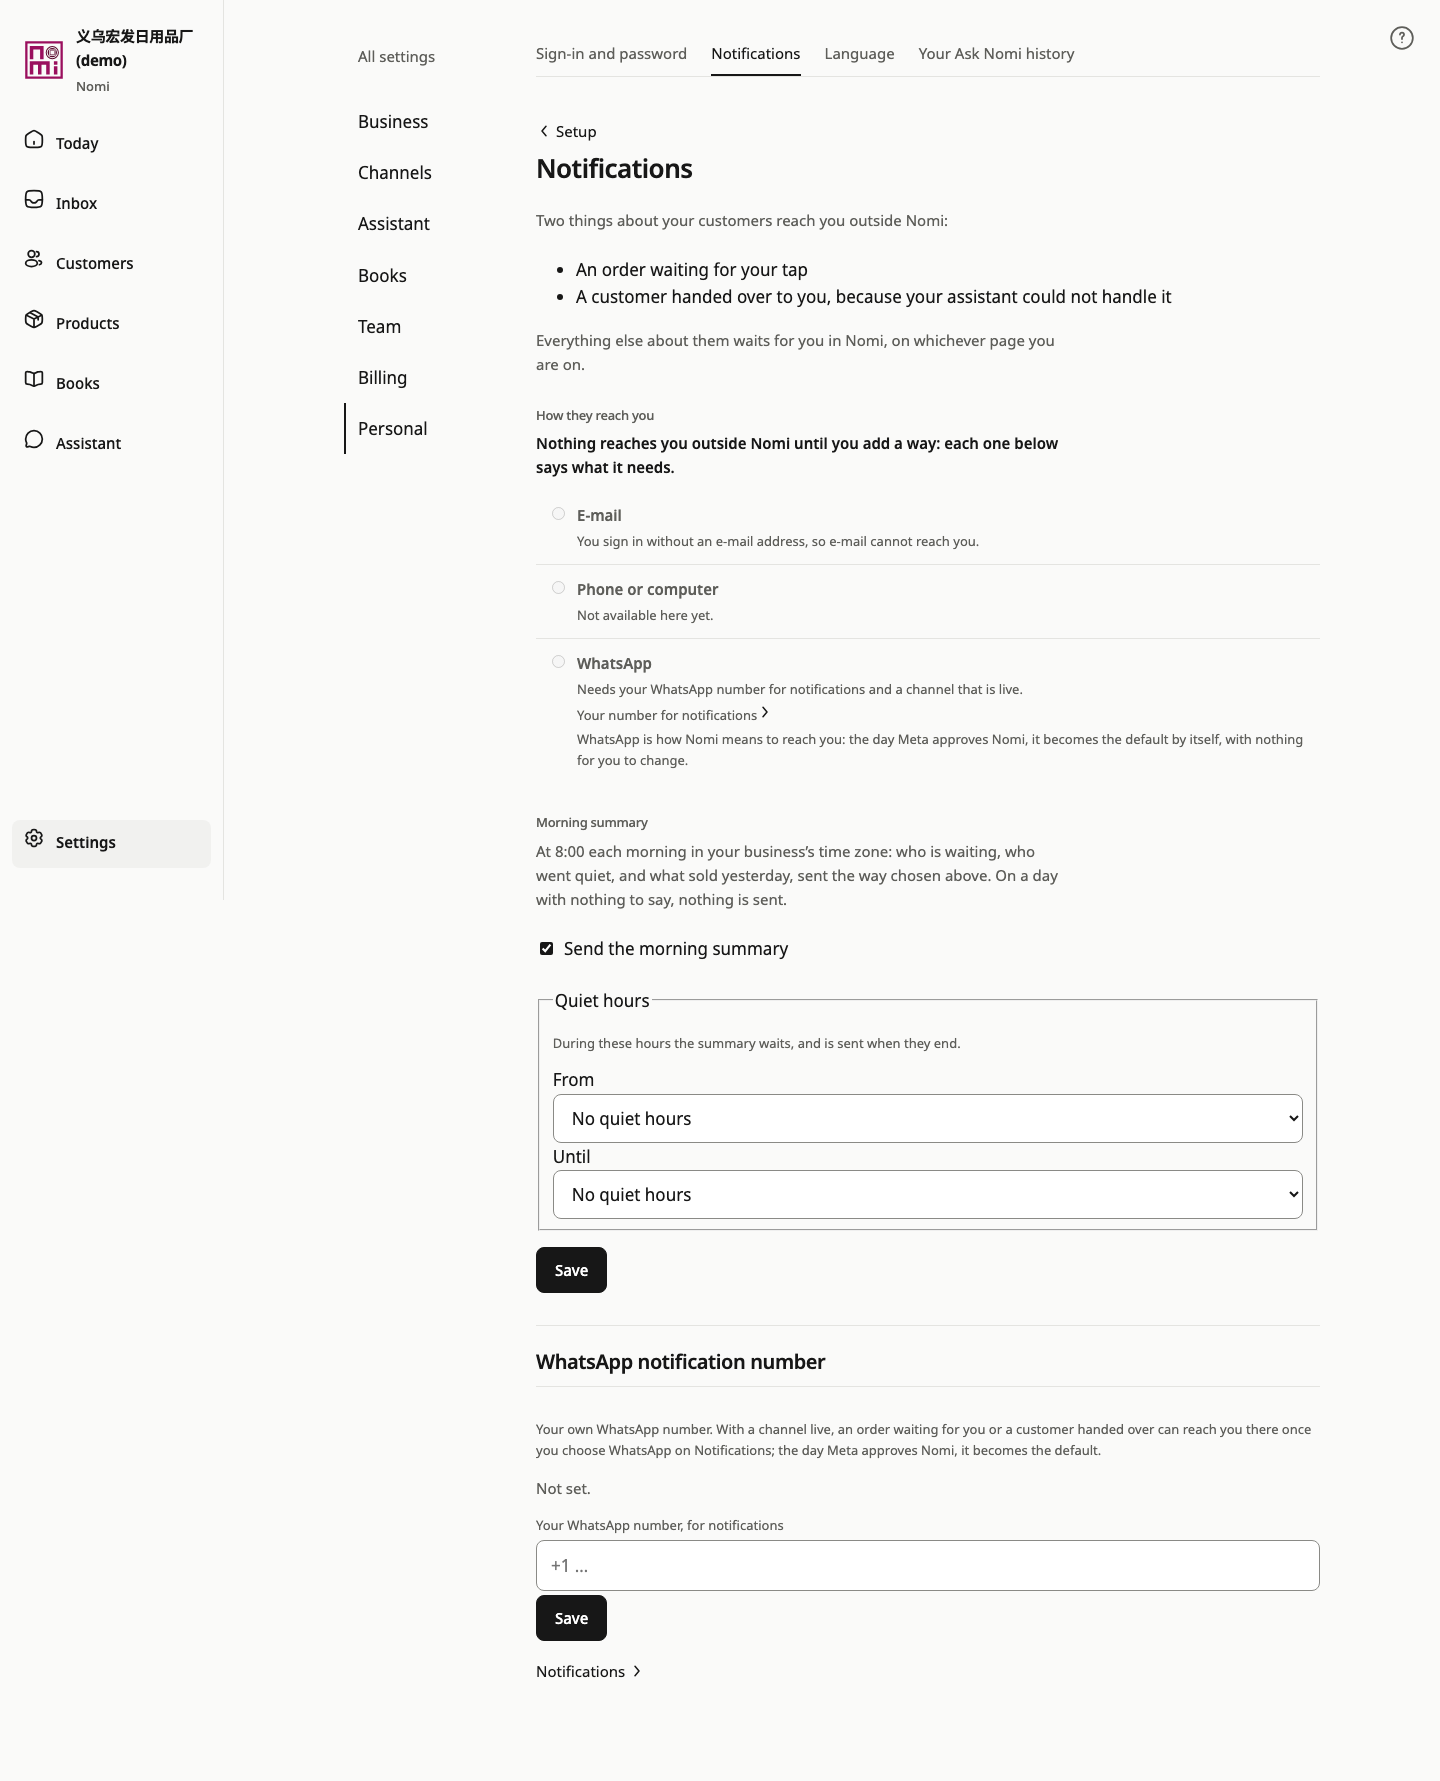 义乌宏发日用品厂
(demo)
Nomi
Today
Inbox
Customers
Products
Books
Assistant
Settings
All settings
Business
Channels
Assistant
Books
Team
Billing
Personal
Sign-in and password
Notifications
Language
Your Ask Nomi history
Setup
Notifications
Two things about your customers reach you outside Nomi:
An order waiting for your tap
A customer handed over to you, because your assistant could not handle it
Everything else about them waits for you in Nomi, on whichever page you
are on.
How they reach you
Nothing reaches you outside Nomi until you add a way: each one below
says what it needs.
E-mail
You sign in without an e-mail address, so e-mail cannot reach you.
Phone or computer
Not available here yet.
WhatsApp
Needs your WhatsApp number for notifications and a channel that is live.
Your number for notifications
WhatsApp is how Nomi means to reach you: the day Meta approves Nomi, it becomes the default by itself, with nothing
for you to change.
Morning summary
At 8:00 each morning in your business’s time zone: who is waiting, who
went quiet, and what sold yesterday, sent the way chosen above. On a day
with nothing to say, nothing is sent.
Send the morning summary
Quiet hours
During these hours the summary waits, and is sent when they end.
From
No quiet hours
Until
No quiet hours
Save
WhatsApp notification number
Your own WhatsApp number. With a channel live, an order waiting for you or a customer handed over can reach you there once
you choose WhatsApp on Notifications; the day Meta approves Nomi, it becomes the default.
Not set.
Your WhatsApp number, for notifications
+1 ...
Save
Notifications